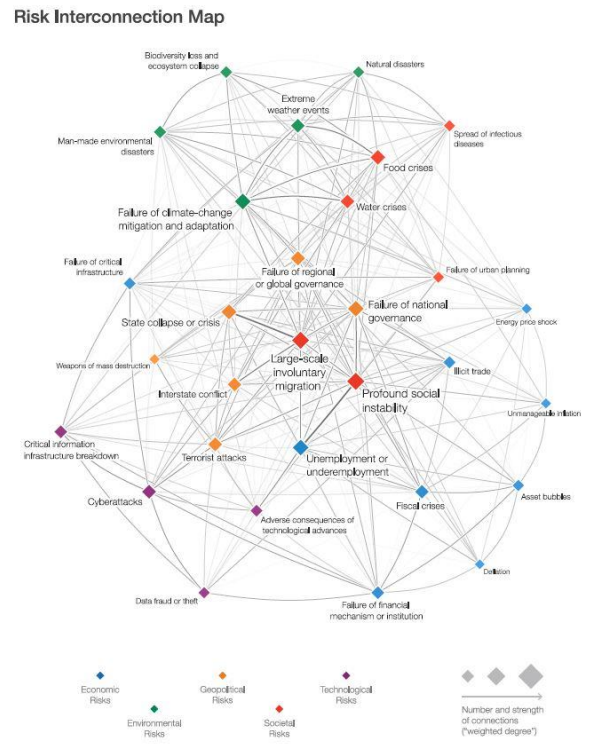 Risk Interconnection Map
Biodiversity loss and
ecosystem collapse
Natural disasters
Extreme
weather events
Man-made environmental
disasters
Spread of infectious
diseases
Food crises
Failure of climate-change
mitigation and adaptation
Water crises
Failure of critical
infrastructure
Failure of regional
or global governance
Failure of urban planning
State collapse or crisis
Failure of national
governance
Energy price shock
Weapons of mass destruction
Large-scale
involuntary
migration
Illicit trade
Interstate conflict
Profound social
instability
Unmanageable inflation
Critical information
infrastructure breakdown
Terrorist attacks
Unemployment or
underemployment
Cyberattacks
Fiscal crises
Asset bubbles
Adverse consequences of
technological advances
Deflation
Data fraud or theft
Failure of financial
mechanism or institution
Economic
Risks
Geopolitical
Risks
Technological
Risks
Environmental
Risks
Societal
Risks
Number and strength
of connections
("weighted degree")